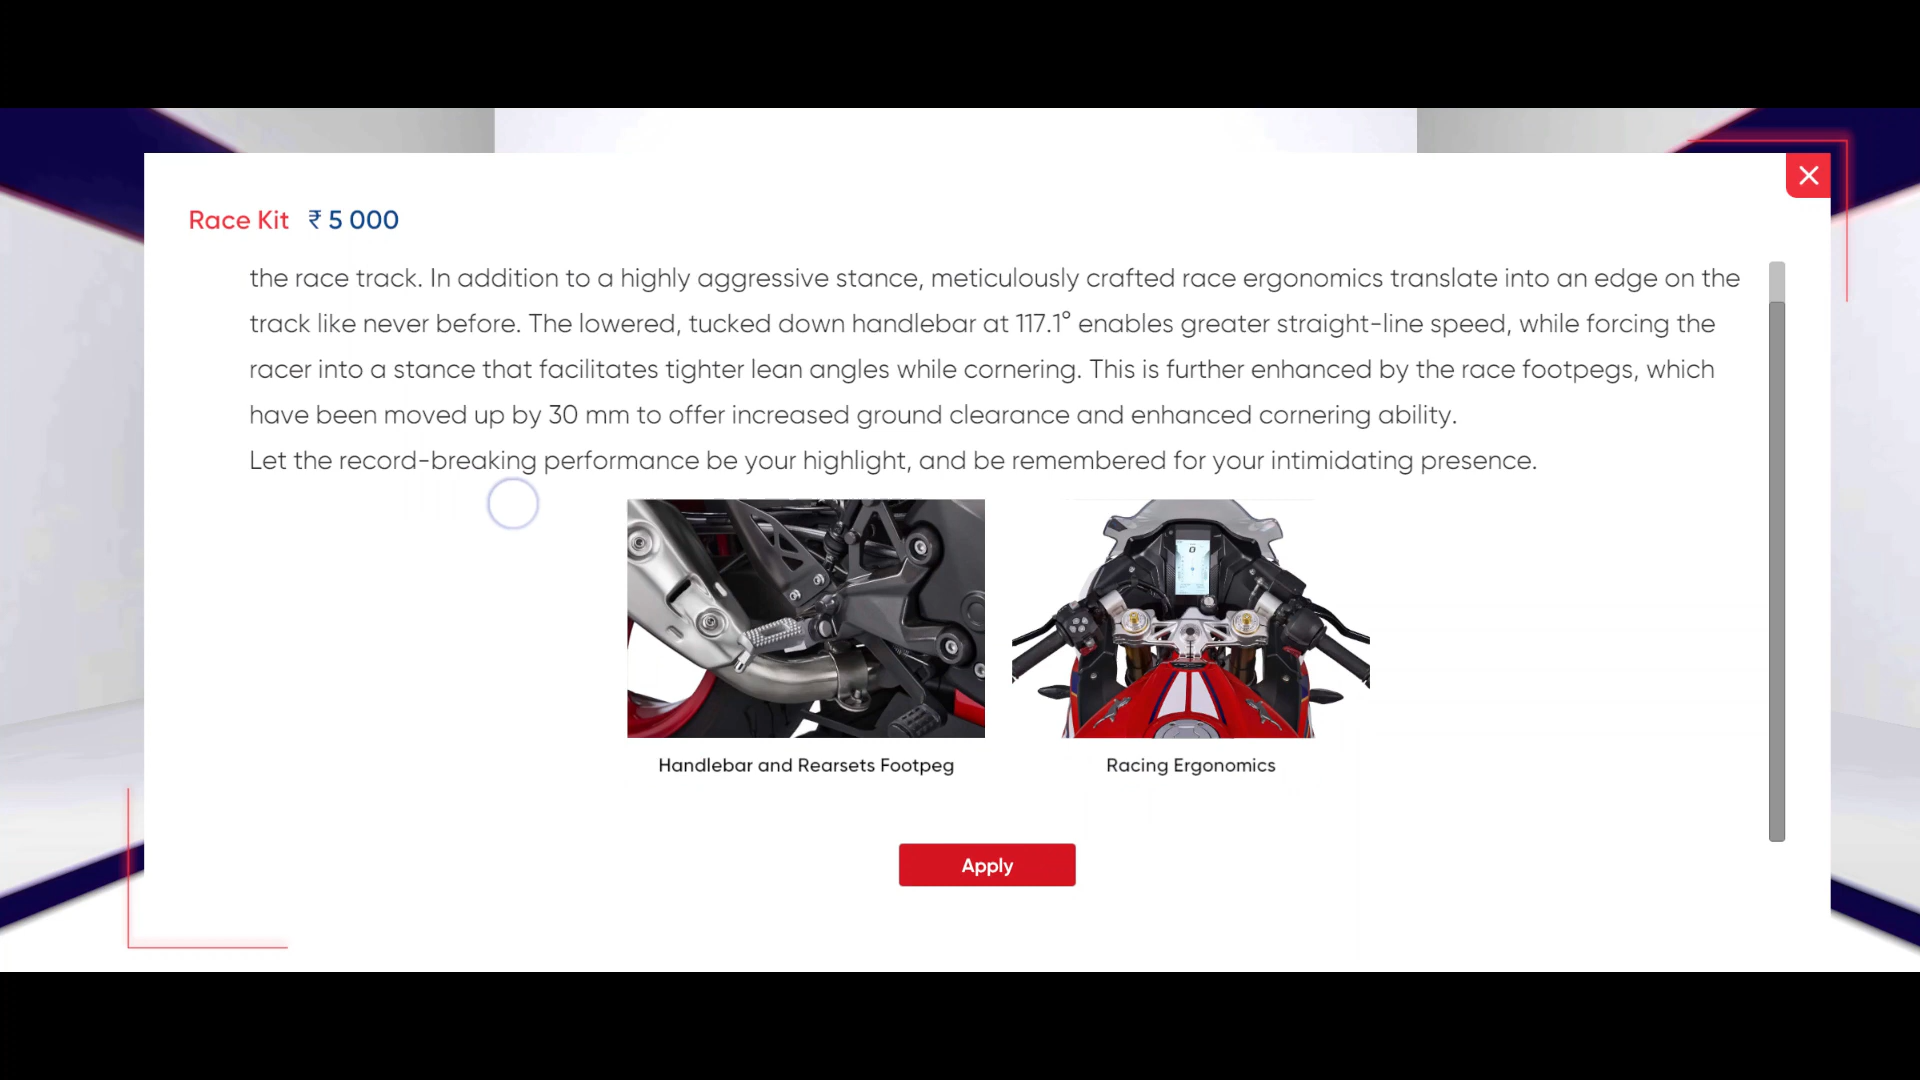 Race Kit ₹ 5 000
the race track. In addition to a highly aggressive stance, meticulously crafted race ergonomics translate into an edge on the
track like never before. The lowered, tucked down handlebar at 117.1° enables greater straight-line speed, while forcing the
racer into a stance that facilitates tighter lean angles while cornering. This is further enhanced by the race footpegs, which
have been moved up by 30 mm to offer increased ground clearance and enhanced cornering ability.
Let the record-breaking performance be your highlight, and be remembered for your intimidating presence.
Handlebar and Rearsets Footpeg
Racing Ergonomics
Apply